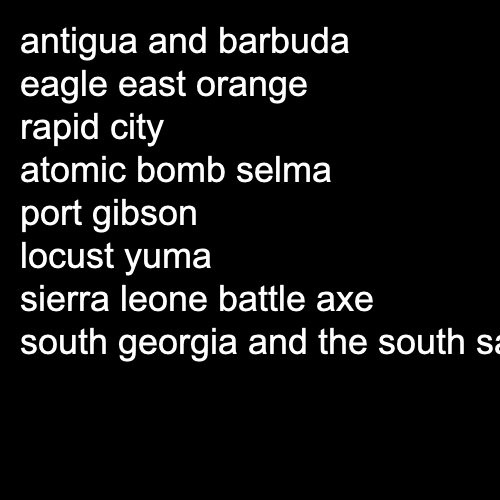 antigua and barbuda
eagle east orange
rapid city
atomic bomb selma
port gibson
locust yuma
sierra leone battle axe
south georgia and the south